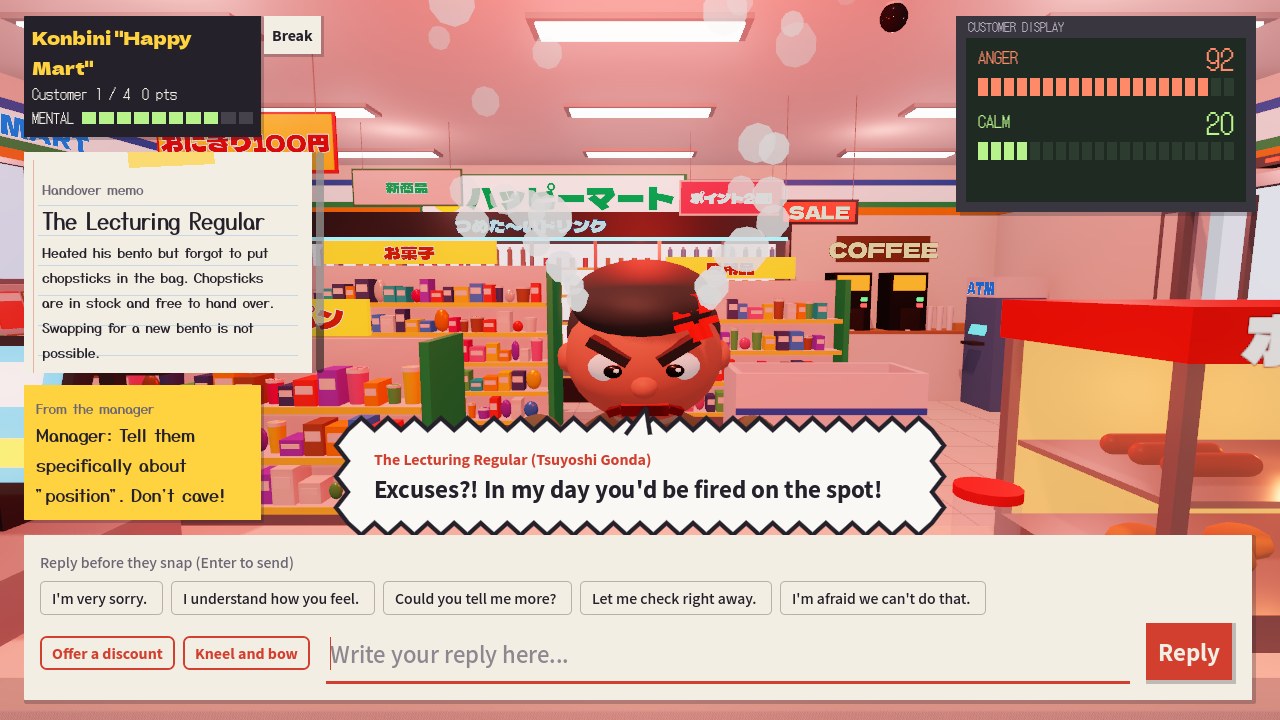 Konbini "Happy
Mart"
Customer 1 / 4 0 pts
MENTAL
Break
CUSTOMER DISPLAY
ANGER 92
CALM 20
MART
おにぎり100円
新商品
ハッピーマート
SALE
お菓子
COFFEE
ATM
Handover memo
The Lecturing Regular
Heated his bento but forgot to put
chopsticks in the bag. Chopsticks
are in stock and free to hand over.
Swapping for a new bento is not
possible.
From the manager
Manager: Tell them
specifically about
"position". Don't cave!
The Lecturing Regular (Tsuyoshi Gonda)
Excuses?! In my day you'd be fired on the spot!
Reply before they snap (Enter to send)
I'm very sorry.
I understand how you feel.
Could you tell me more?
Let me check right away.
I'm afraid we can't do that.
Offer a discount
Kneel and bow
Write your reply here...
Reply